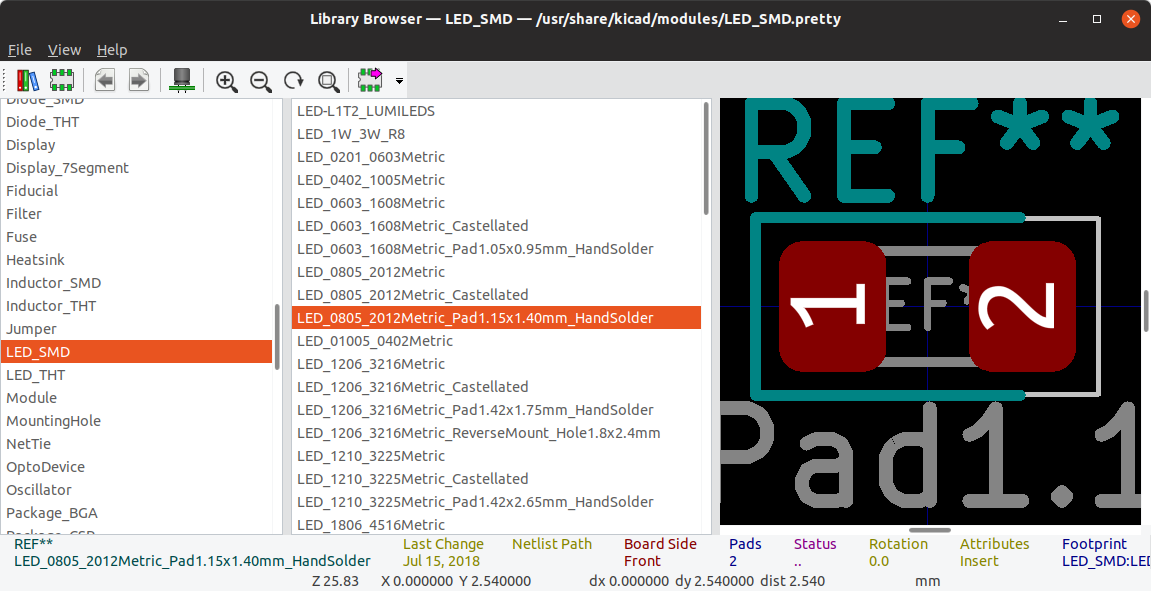 Library Browser — LED_SMD — /usr/share/kicad/modules/LED_SMD.pretty
File View Help
Diode_SMD
Diode_THT
Display
Display_7Segment
Fiducial
Filter
Fuse
Heatsink
Inductor_SMD
Inductor_THT
Jumper
LED_SMD
LED_THT
Module
MountingHole
NetTie
OptoDevice
Oscillator
Package_BGA
LED-L1T2_LUMILEDS
LED_1W_3W_R8
LED_0201_0603Metric
LED_0402_1005Metric
LED_0603_1608Metric
LED_0603_1608Metric_Castellated
LED_0603_1608Metric_Pad1.05x0.95mm_HandSolder
LED_0805_2012Metric
LED_0805_2012Metric_Castellated
LED_0805_2012Metric_Pad1.15x1.40mm_HandSolder
LED_01005_0402Metric
LED_1206_3216Metric
LED_1206_3216Metric_Castellated
LED_1206_3216Metric_Pad1.42x1.75mm_HandSolder
LED_1206_3216Metric_ReverseMount_Hole1.8x2.4mm
LED_1210_3225Metric
LED_1210_3225Metric_Castellated
LED_1210_3225Metric_Pad1.42x2.65mm_HandSolder
LED_1806_4516Metric
REF**
1 EF* 2
Pad1.1
REF** Last Change Netlist Path Board Side Pads Status Rotation Attributes Footprint
LED_0805_2012Metric_Pad1.15x1.40mm_HandSolder Jul 15, 2018 Front 2 .. 0.0 Insert LED_SMD:LED
Z 25.83 X 0.000000 Y 2.540000 dx 0.000000 dy 2.540000 dist 2.540 mm